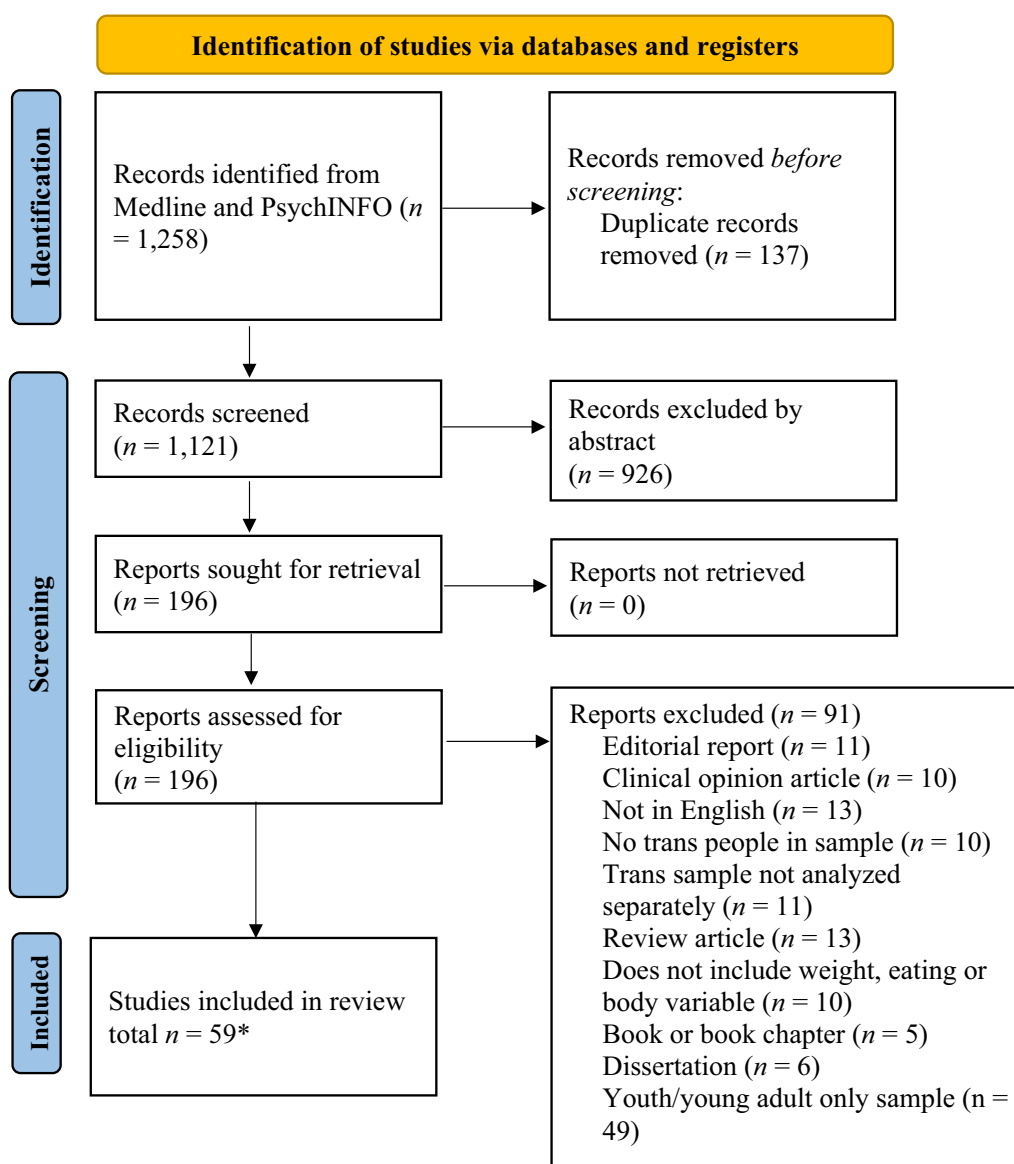 Identification of studies via databases and registers
Identification
Records identified from
Medline and PsychINFO (n
= 1,258)
Records removed before
screening:
Duplicate records
removed (n = 137)
Screening
Records screened
(n = 1,121)
Records excluded by
abstract
(n = 926)
Reports sought for retrieval
(n = 196)
Reports not retrieved
(n = 0)
Reports assessed for
eligibility
(n = 196)
Reports excluded (n = 91)
Editorial report (n = 11)
Clinical opinion article (n = 10)
Not in English (n = 13)
No trans people in sample (n = 10)
Trans sample not analyzed
separately (n = 11)
Review article (n = 13)
Does not include weight, eating or
body variable (n = 10)
Book or book chapter (n = 5)
Dissertation (n = 6)
Youth/young adult only sample (n =
49)
Included
Studies included in review
total n = 59*